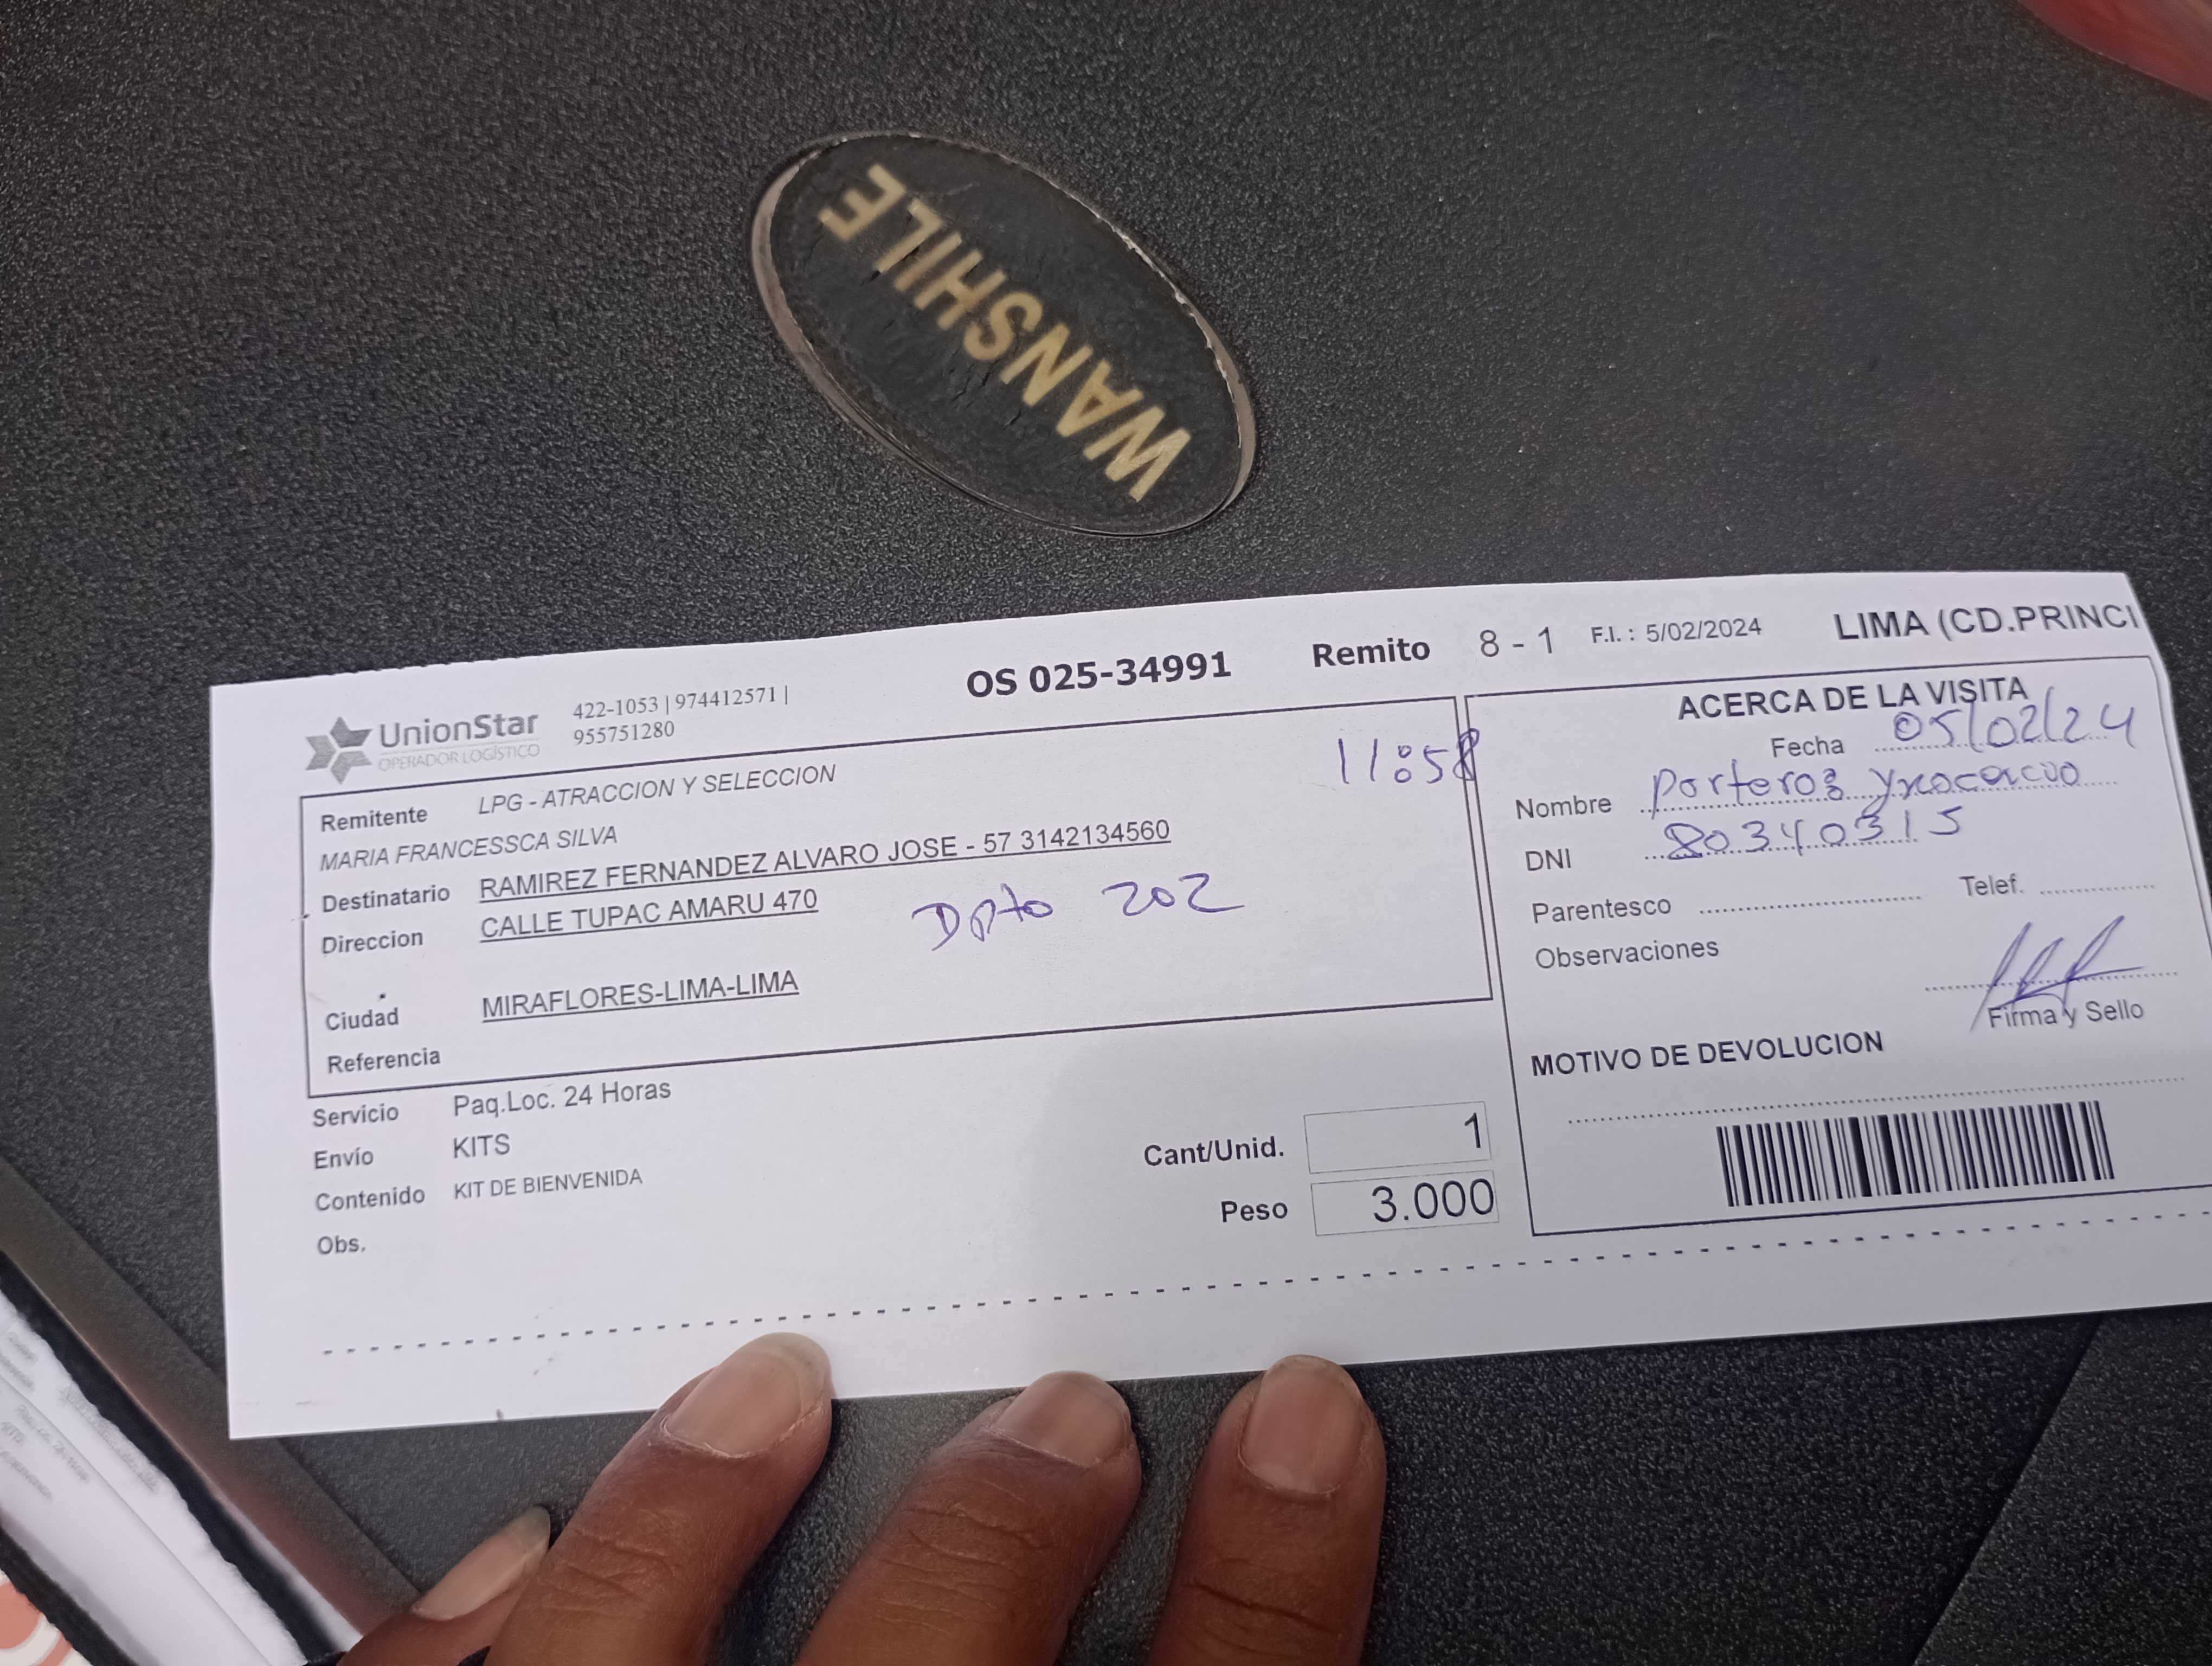 WANSHILE
UnionStar
OPERADOR LOGÍSTICO
422-1053 | 974412571 |
955751280
OS 025-34991
Remito 8 - 1
F.I. : 5/02/2024
LIMA (CD.PRINCI
Remitente LPG - ATRACCION Y SELECCION
MARIA FRANCESSCA SILVA
11:58
Destinatario RAMIREZ FERNANDEZ ALVARO JOSE - 57 3142134560
Direccion CALLE TUPAC AMARU 470
Dpto 202
Ciudad MIRAFLORES-LIMA-LIMA
Referencia
Servicio Paq.Loc. 24 Horas
Envío KITS
Contenido KIT DE BIENVENIDA
Obs.
Cant/Unid. 1
Peso 3.000
ACERCA DE LA VISITA
Fecha 05/02/24
Nombre Portero:
DNI 80340315
Parentesco
Telef.
Observaciones
Firma y Sello
MOTIVO DE DEVOLUCION